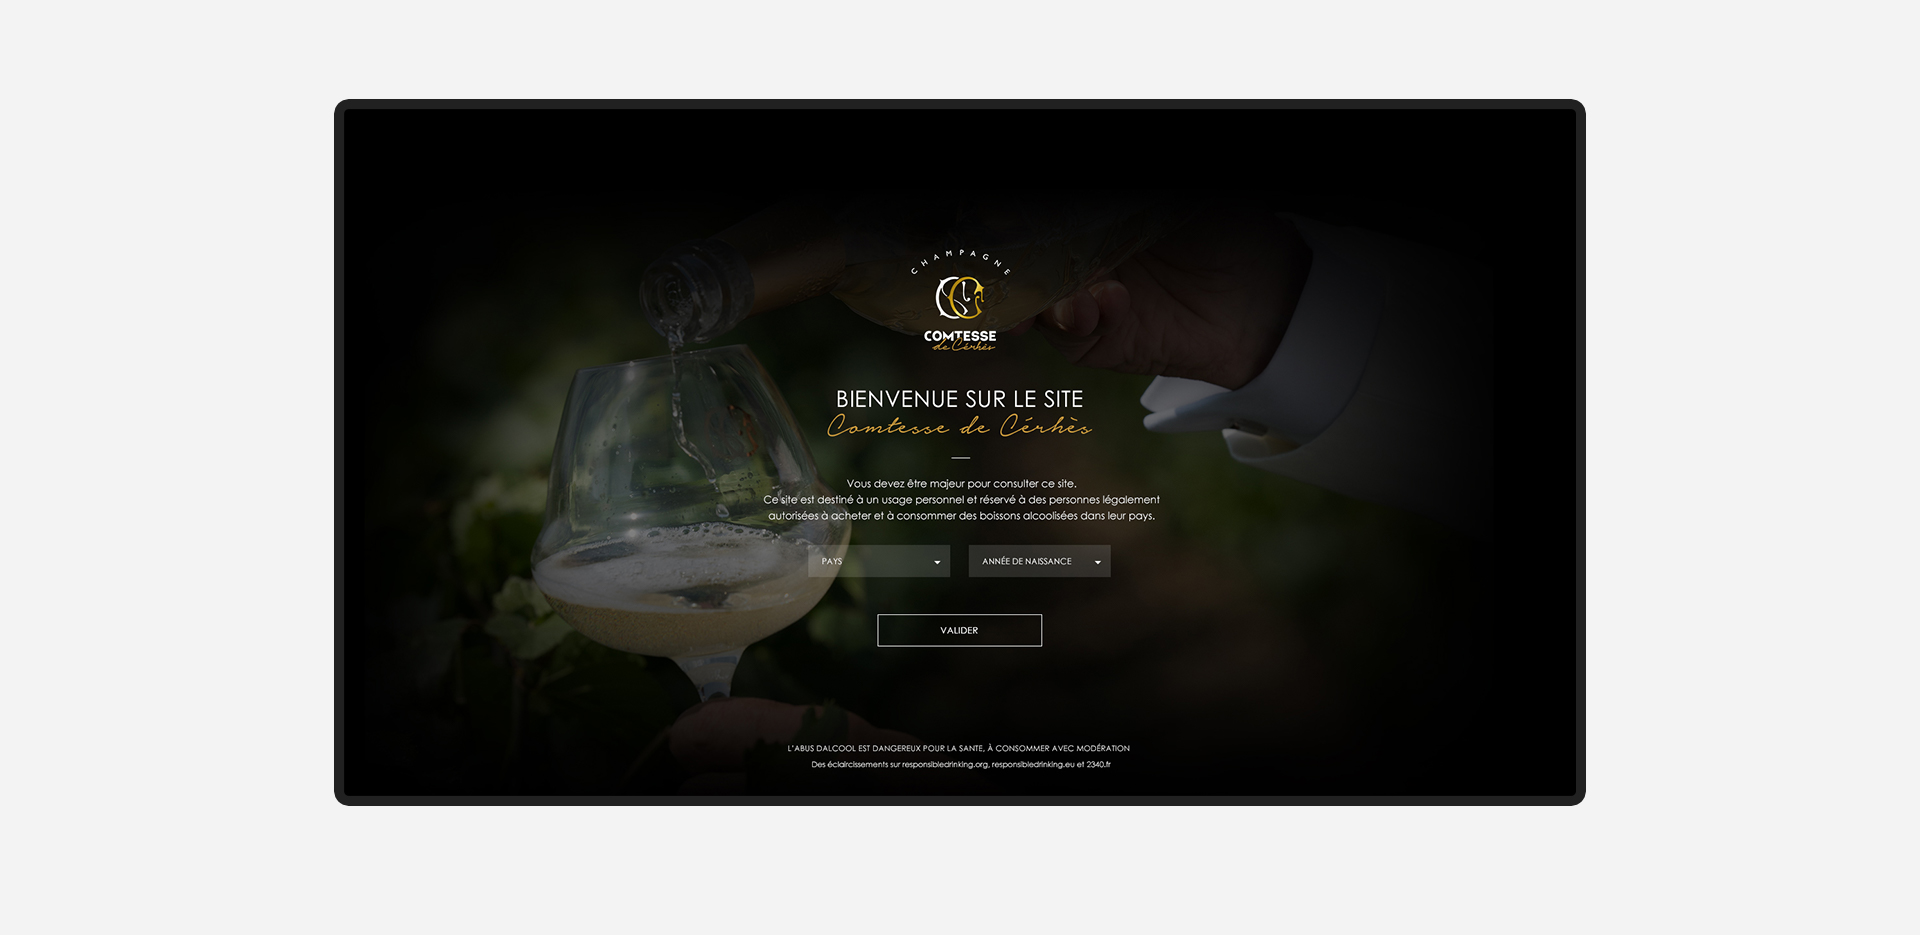 CHAMPAGNE
COMTESSE
de Cérhès
BIENVENUE SUR LE SITE
Comtesse de Cérhès
Vous devez être majeur pour consulter ce site.
Ce site est destiné à un usage personnel et réservé à des personnes légalement
autorisées à acheter et à consommer des boissons alcoolisées dans leur pays.
PAYS
ANNÉE DE NAISSANCE
VALIDER
L'ABUS DALCOOL EST DANGEREUX POUR LA SANTE, À CONSOMMER AVEC MODÉRATION
Des éclaircissements sur responsibledrinking.org, responsibledrinking.eu et 2340.fr